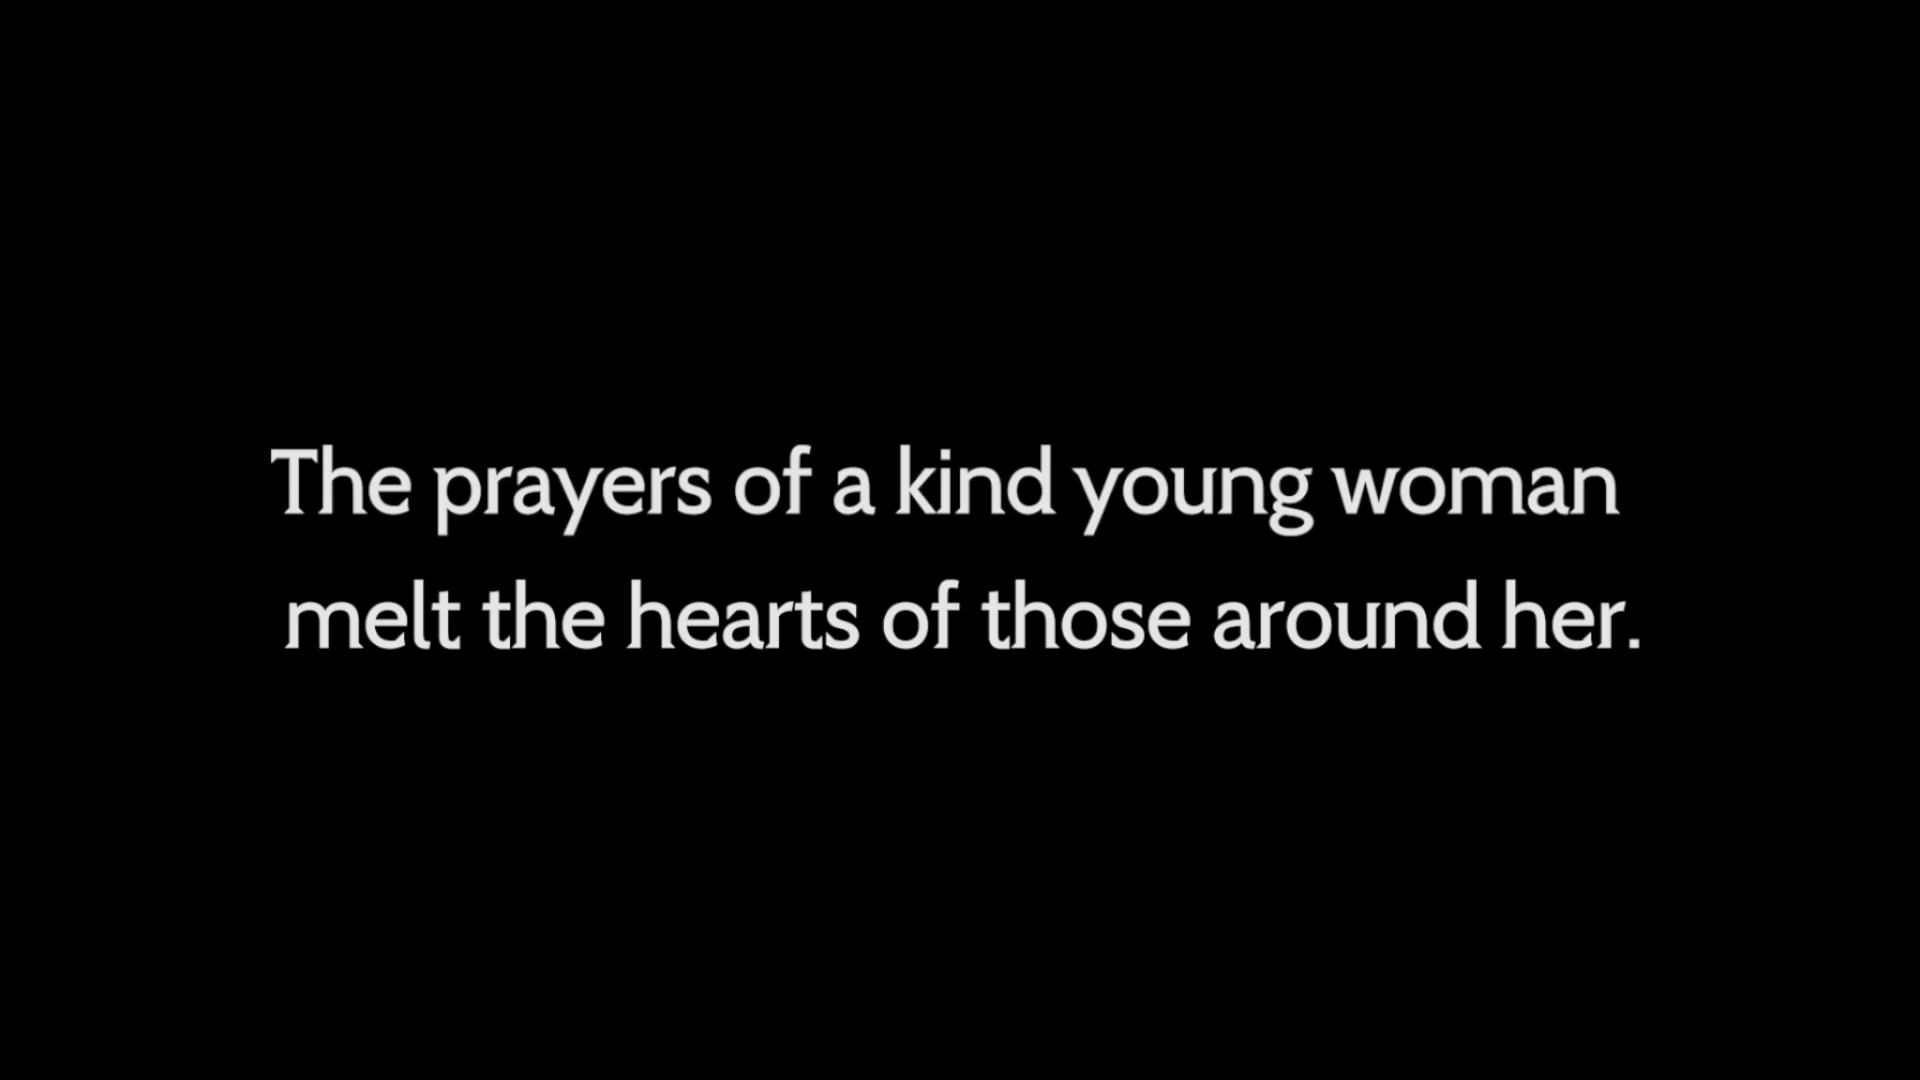 The prayers of a kind young woman
melt the hearts of those around her.